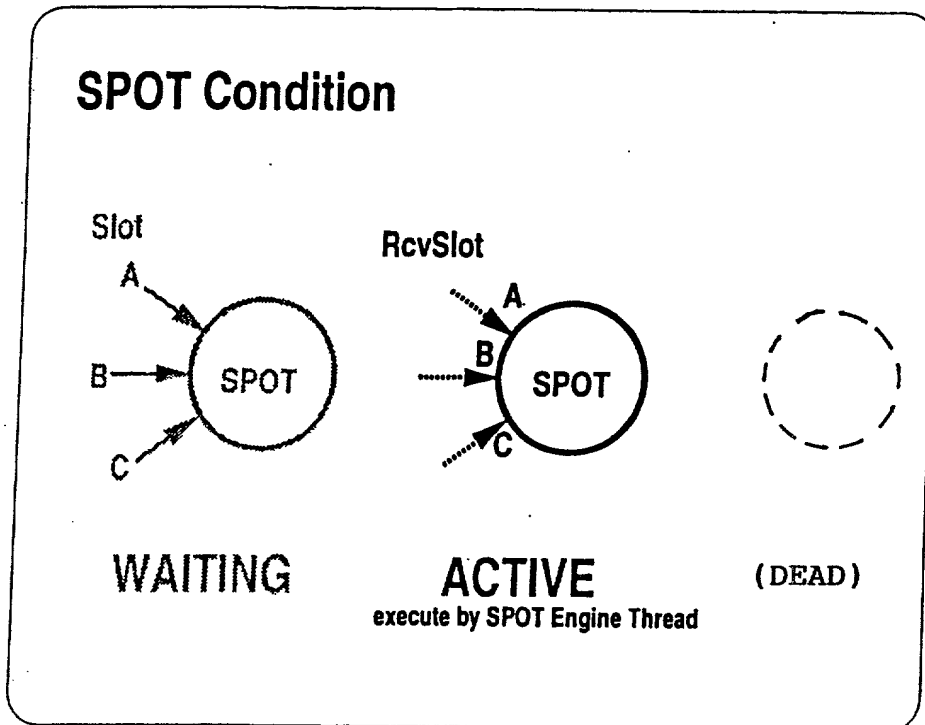 SPOT Condition
Slot
A
B
C
SPOT
WAITING
RcvSlot
A
B
C
SPOT
ACTIVE
execute by SPOT Engine Thread
(DEAD)